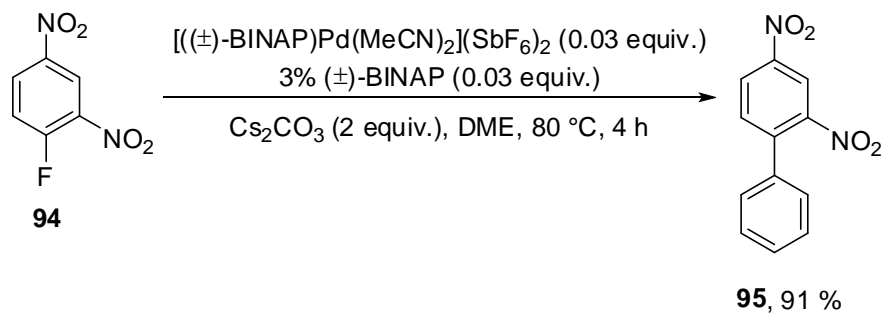 NO₂
NO₂
F
94
[((±)-BINAP)Pd(MeCN)₂](SbF₆)₂ (0.03 equiv.)
3% (±)-BINAP (0.03 equiv.)
Cs₂CO₃ (2 equiv.), DME, 80 °C, 4 h
NO₂
NO₂
95, 91 %